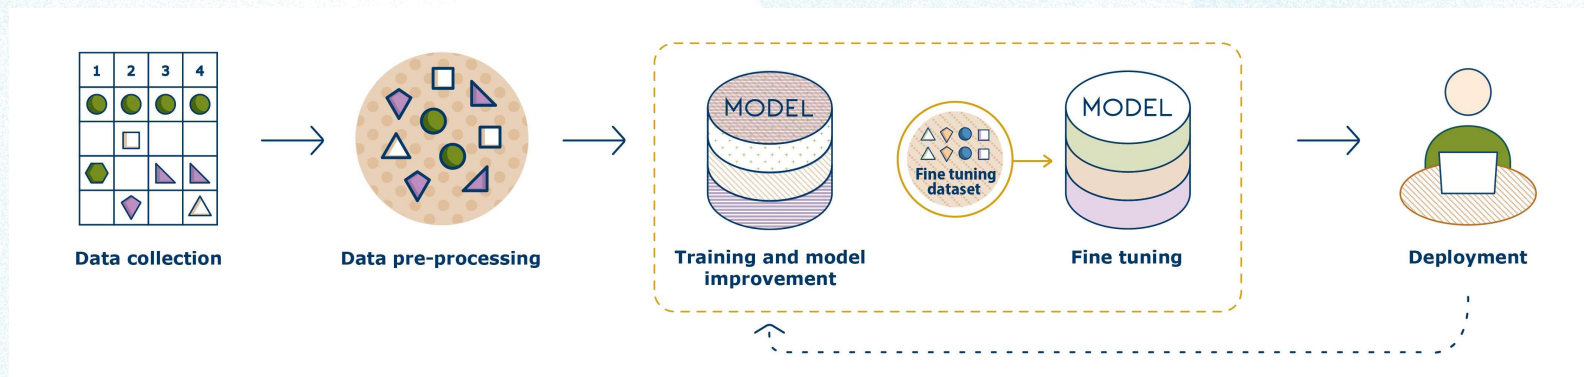 1 2 3 4
MODEL
MODEL
Fine tuning
dataset
Data collection
Data pre-processing
Training and model
improvement
Fine tuning
Deployment